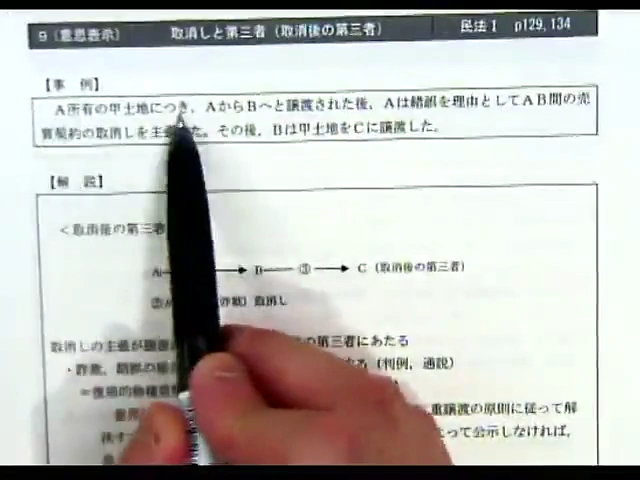 9（意思表示） 取消しと第三者（取消後の第三者） 民法Ⅰ p129,134
【事 例】
A所有の甲土地につき、AからBへと譲渡された後、Aは錯誤を理由としてAB間の売
買契約の取消しを主 た。その後、Bは甲土地をCに譲渡した。
【解 説】
＜取消後の第三者
A B ③ C（取消後の第三者）
② 詐欺）取消し
取消しの主張が の第三者にあたる
・詐欺、錯誤の （判例、通説）
＝復帰的物権変
重譲渡の原則に従って解
決す って公示しなければ、